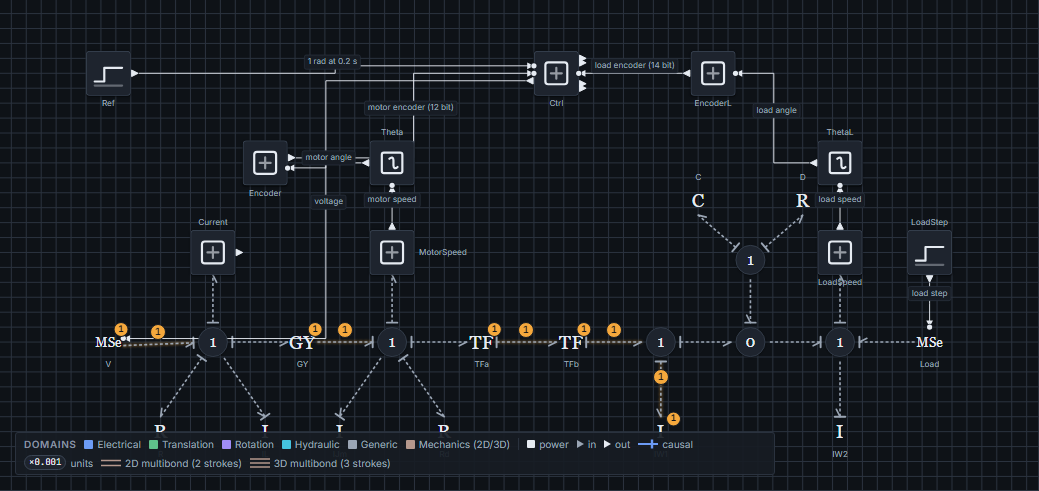 1 rad at 0.2 s
load encoder (14 bit)
Ref
Ctrl
EncoderL
motor encoder (12 bit)
load angle
Theta
ThetaL
motor angle
Encoder
C
D
motor speed
load speed
voltage
C
R
Current
LoadStep
MotorSpeed
1
LoadSpeed
load step
1
1
1
1
1
1
1
1
MSe
1
GY
1
TF
TF
1
0
1
MSe
V
GY
TFa
TFb
Load
1
1
I
DOMAINS Electrical Translation Rotation Hydraulic Generic Mechanics (2D/3D) power in out causal
×0.001 units 2D multibond (2 strokes) 3D multibond (3 strokes)
IW2